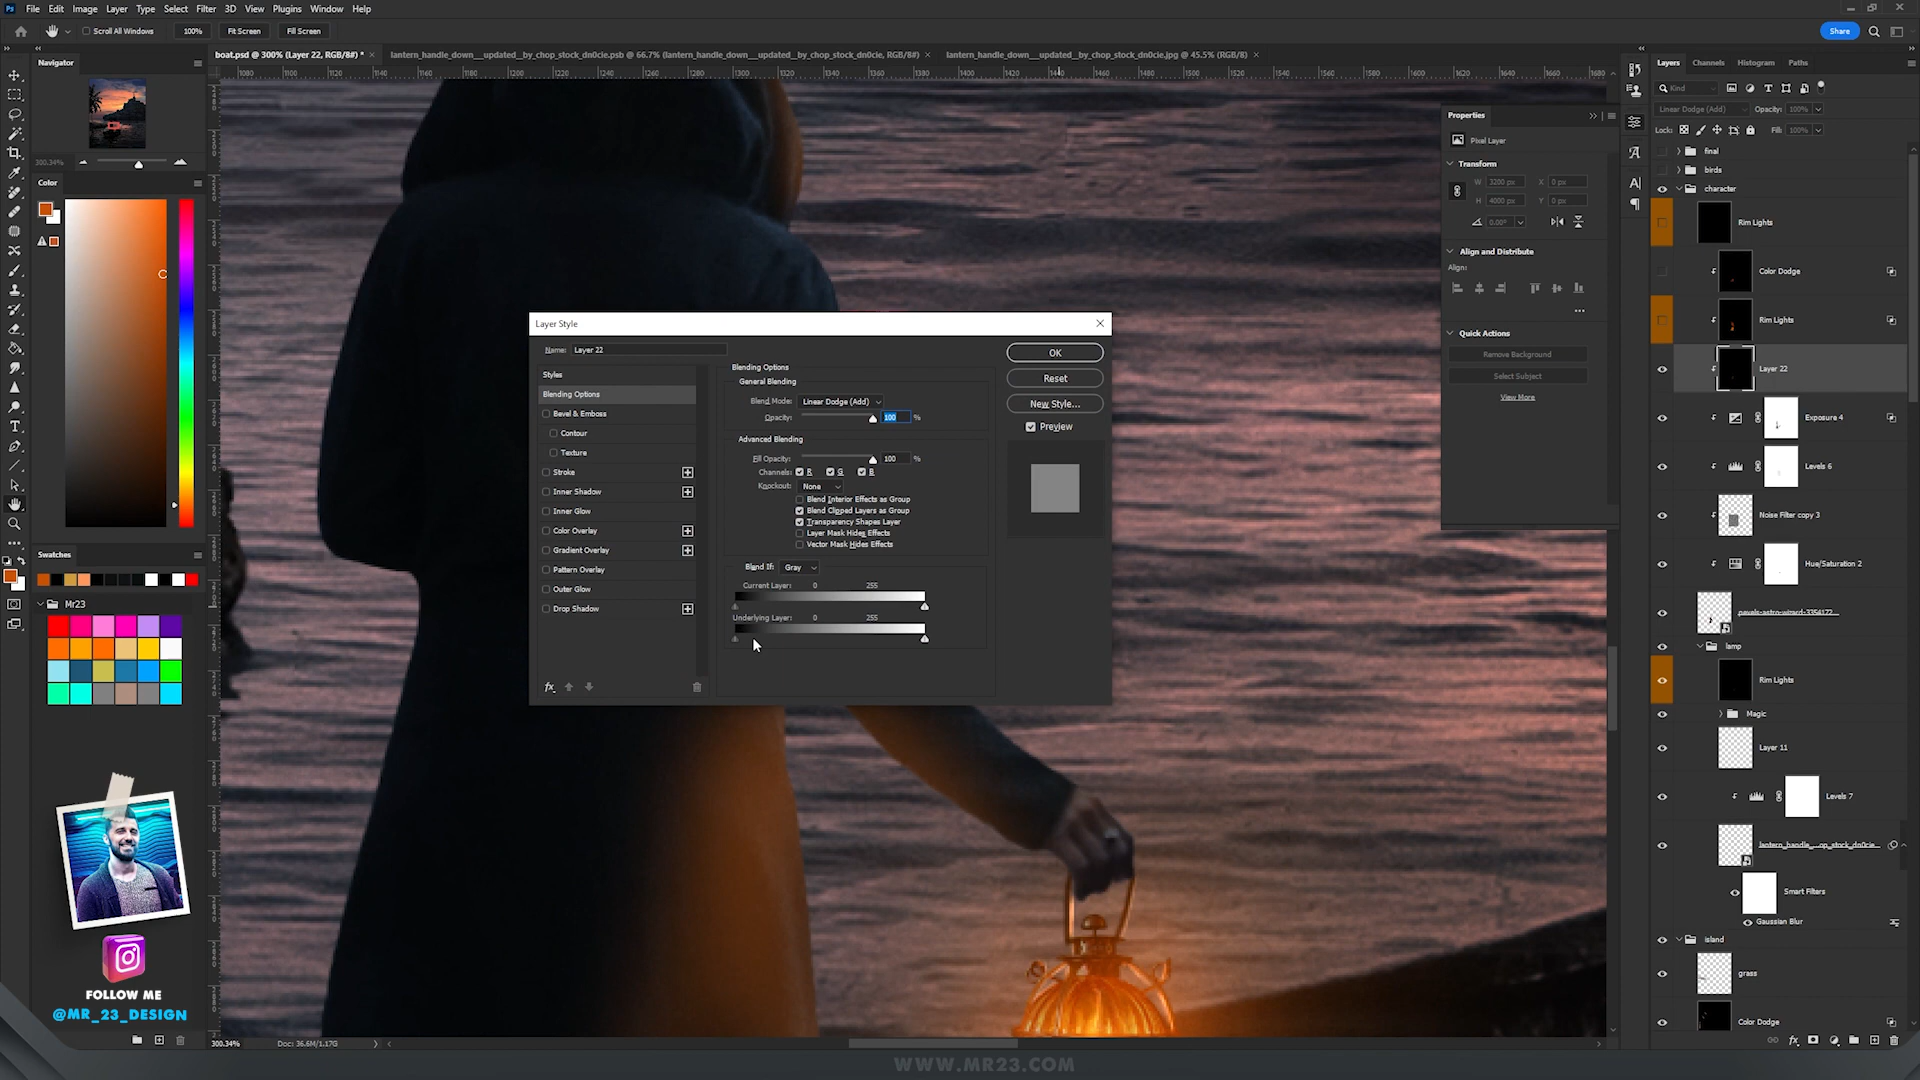 File Edit Image Layer Type Select Filter 3D View Plugins Window Help
Scroll All Windows 100% Fit Screen Fill Screen Share
boat.psd @ 300% (Layer 22, RGB/8#) * × lantern_handle_down__updated__by_chop_stock_dn0cie.psb @ 66.7% (lantern_handle_down__updated__by_chop_stock_dn0cie, RGB/8#) × lantern_handle_down__updated__by_chop_stock_dn0cie.jpg @ 45.5% (RGB/8) ×
Navigator
300.34%
Color
Swatches
Mr23
FOLLOW ME
@MR_23_DESIGN
Layer Style
Name: Layer 22
Styles
Blending Options
Bevel & Emboss
Contour
Texture
Stroke
Inner Shadow
Inner Glow
Color Overlay
Gradient Overlay
Pattern Overlay
Outer Glow
Drop Shadow
fx
Blending Options
General Blending
Blend Mode: Linear Dodge (Add)
Opacity: 100 %
Advanced Blending
Fill Opacity: 100 %
Channels: R G B
Knockout: None
Blend Interior Effects as Group
Blend Clipped Layers as Group
Transparency Shapes Layer
Layer Mask Hides Effects
Vector Mask Hides Effects
Blend If: Gray
Current Layer: 0 255
Underlying Layer: 0 255
OK
Reset
New Style...
Preview
Properties
Pixel Layer
Transform
W 3200 px X 0 px
H 4000 px Y 0 px
0.00°
Align and Distribute
Align:
Quick Actions
Remove Background
Select Subject
View More
Layers Channels Histogram Paths
Kind
Linear Dodge (Add) Opacity: 100%
Lock: Fill: 100%
final
birds
character
Rim Lights
Color Dodge
Rim Lights
Layer 22
Exposure 4
Levels 6
Noise Filter copy 3
Hue/Saturation 2
pexels-astro-wizard-3354172...
lamp
Rim Lights
Magic
Layer 11
Levels 7
lantern_handle_...op_stock_dn0cie...
Smart Filters
Gaussian Blur
island
grass
Color Dodge
300.34% Doc: 36.6M/1.17G
WWW.MR23.COM